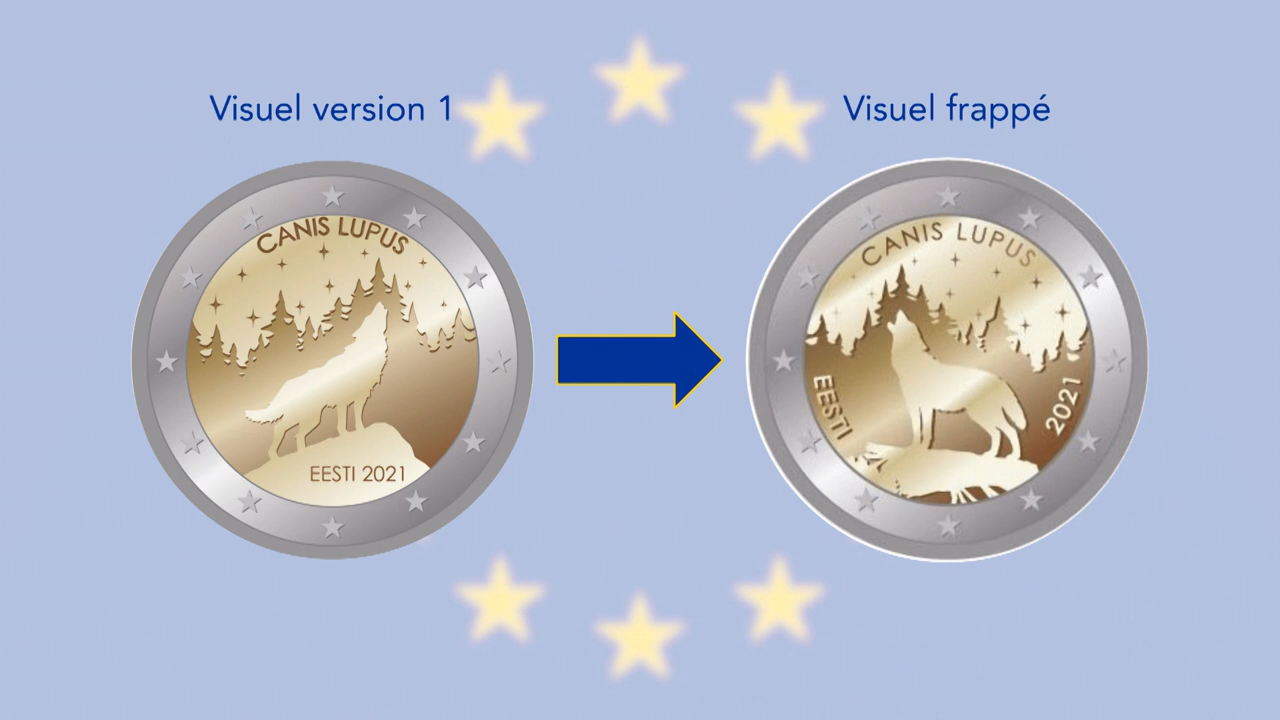 Visuel version 1
Visuel frappé
CANIS LUPUS
EESTI 2021
CANIS LUPUS
EESTI
2021